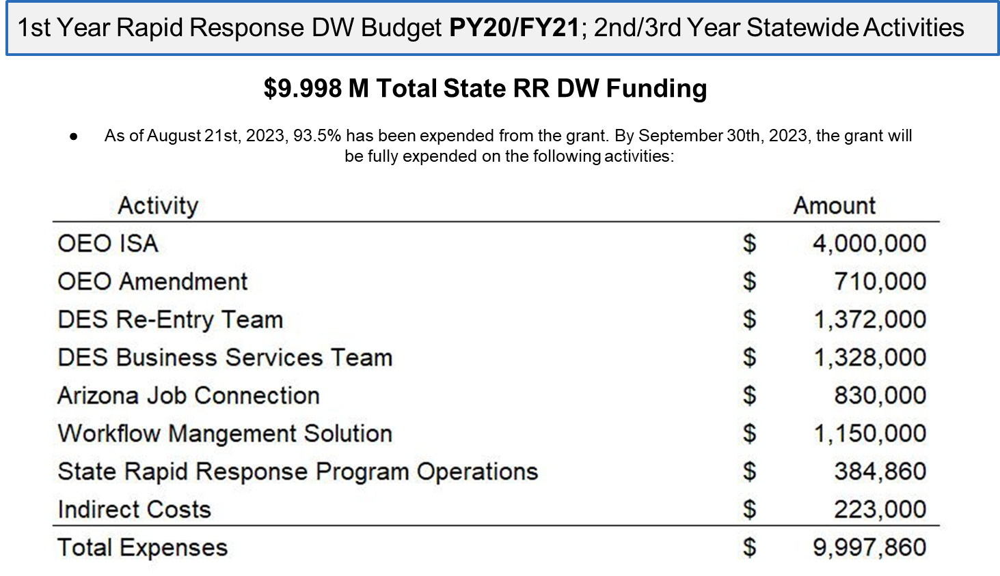 1st Year Rapid Response DW Budget PY20/FY21; 2nd/3rd Year Statewide Activities
$9.998 M Total State RR DW Funding
● As of August 21st, 2023, 93.5% has been expended from the grant. By September 30th, 2023, the grant will
be fully expended on the following activities:
Activity Amount
OEO ISA $ 4,000,000
OEO Amendment $ 710,000
DES Re-Entry Team $ 1,372,000
DES Business Services Team $ 1,328,000
Arizona Job Connection $ 830,000
Workflow Mangement Solution $ 1,150,000
State Rapid Response Program Operations $ 384,860
Indirect Costs $ 223,000
Total Expenses $ 9,997,860